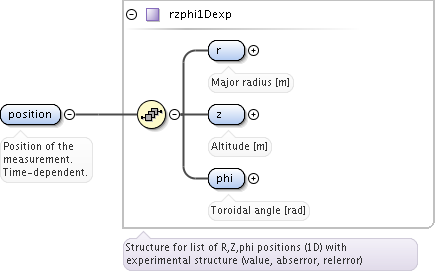 rzphi1Dexp
r
Major radius [m]
position
z
Position of the
measurement.
Time-dependent.
Altitude [m]
phi
Toroidal angle [rad]
Structure for list of R,Z,phi positions (1D) with
experimental structure (value, abserror, relerror)